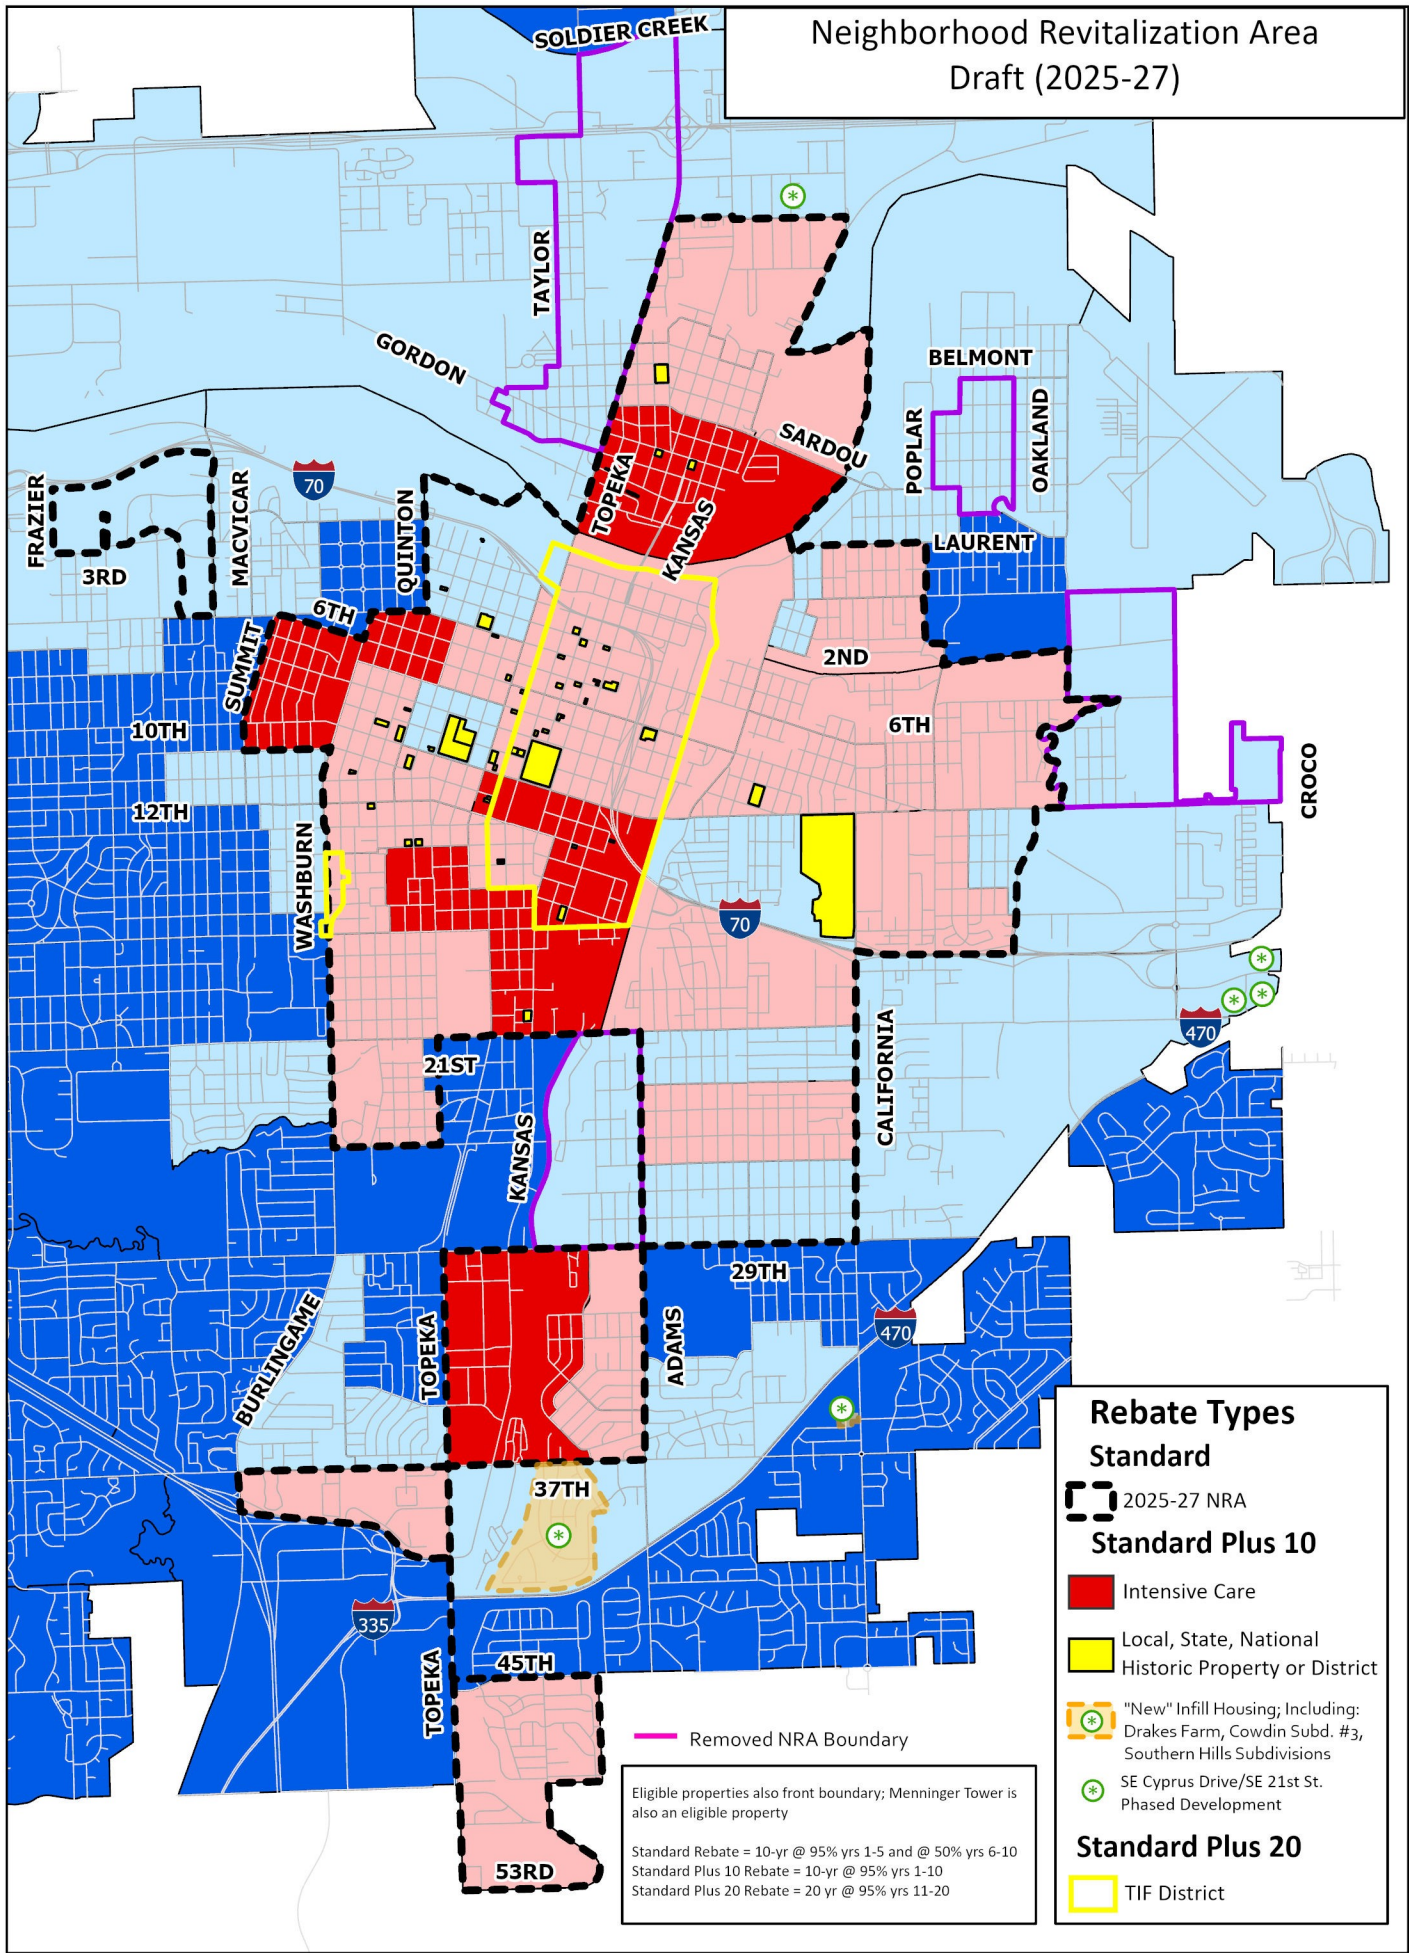 Neighborhood Revitalization Area
Draft (2025-27)
SOLDIER CREEK
TAYLOR
GORDON
BELMONT
POPLAR
OAKLAND
SARDOU
TOPEKA
KANSAS
FRAZIER
MACVICAR
70
QUINTON
LAURENT
3RD
6TH
SUMMIT
2ND
10TH
6TH
CROCO
12TH
WASHBURN
70
470
21ST
CALIFORNIA
KANSAS
29TH
BURLINGAME
TOPEKA
ADAMS
470
37TH
335
45TH
TOPEKA
53RD
Removed NRA Boundary
Eligible properties also front boundary; Menninger Tower is
also an eligible property
Standard Rebate = 10-yr @ 95% yrs 1-5 and @ 50% yrs 6-10
Standard Plus 10 Rebate = 10-yr @ 95% yrs 1-10
Standard Plus 20 Rebate = 20 yr @ 95% yrs 11-20
Rebate Types
Standard
2025-27 NRA
Standard Plus 10
Intensive Care
Local, State, National
Historic Property or District
"New" Infill Housing; Including:
Drakes Farm, Cowdin Subd. #3,
Southern Hills Subdivisions
SE Cyprus Drive/SE 21st St.
Phased Development
Standard Plus 20
TIF District